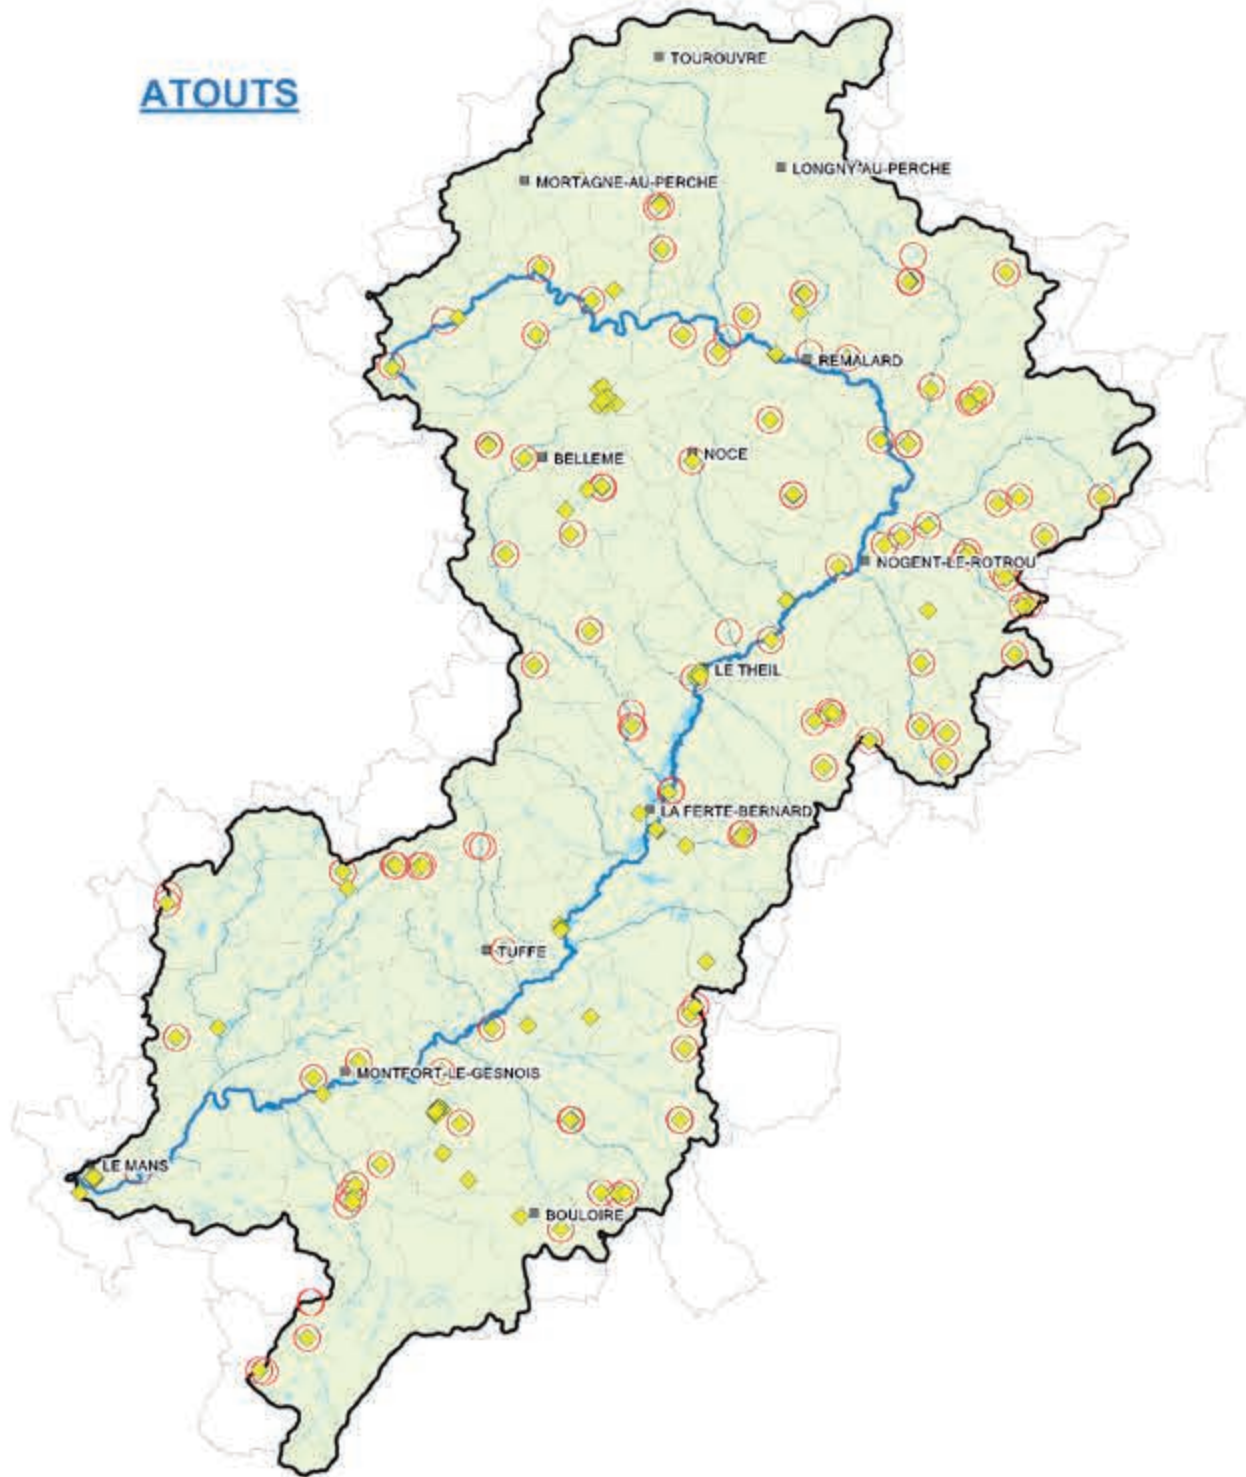 TOUROUVRE
ATOUTS
LONGNY'AU-PERCHE
MORTAGNE-AU-PERCHE
REMALARD
NOCE
BELLEME
NOGENT-LE-ROTROU
LE THEIL
LA FERTE-BERNARD
TUFFE
MONTFORT-LE-GESNOIS
LE MANS
BOULOIRE